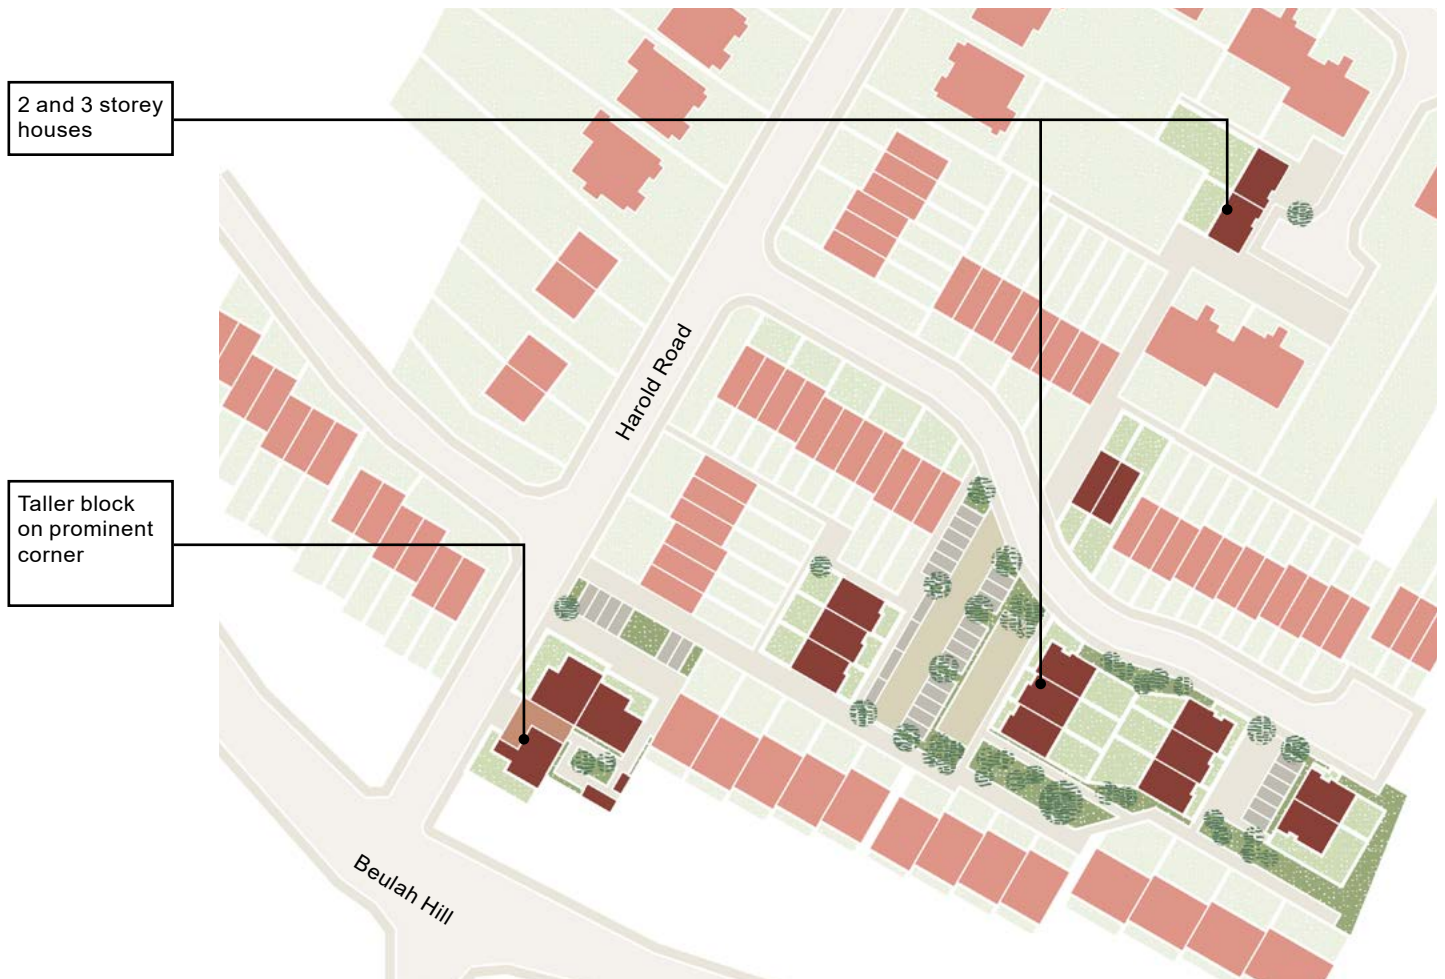 2 and 3 storey
houses
Harold Road
Taller block
on prominent
corner
Beulah Hill